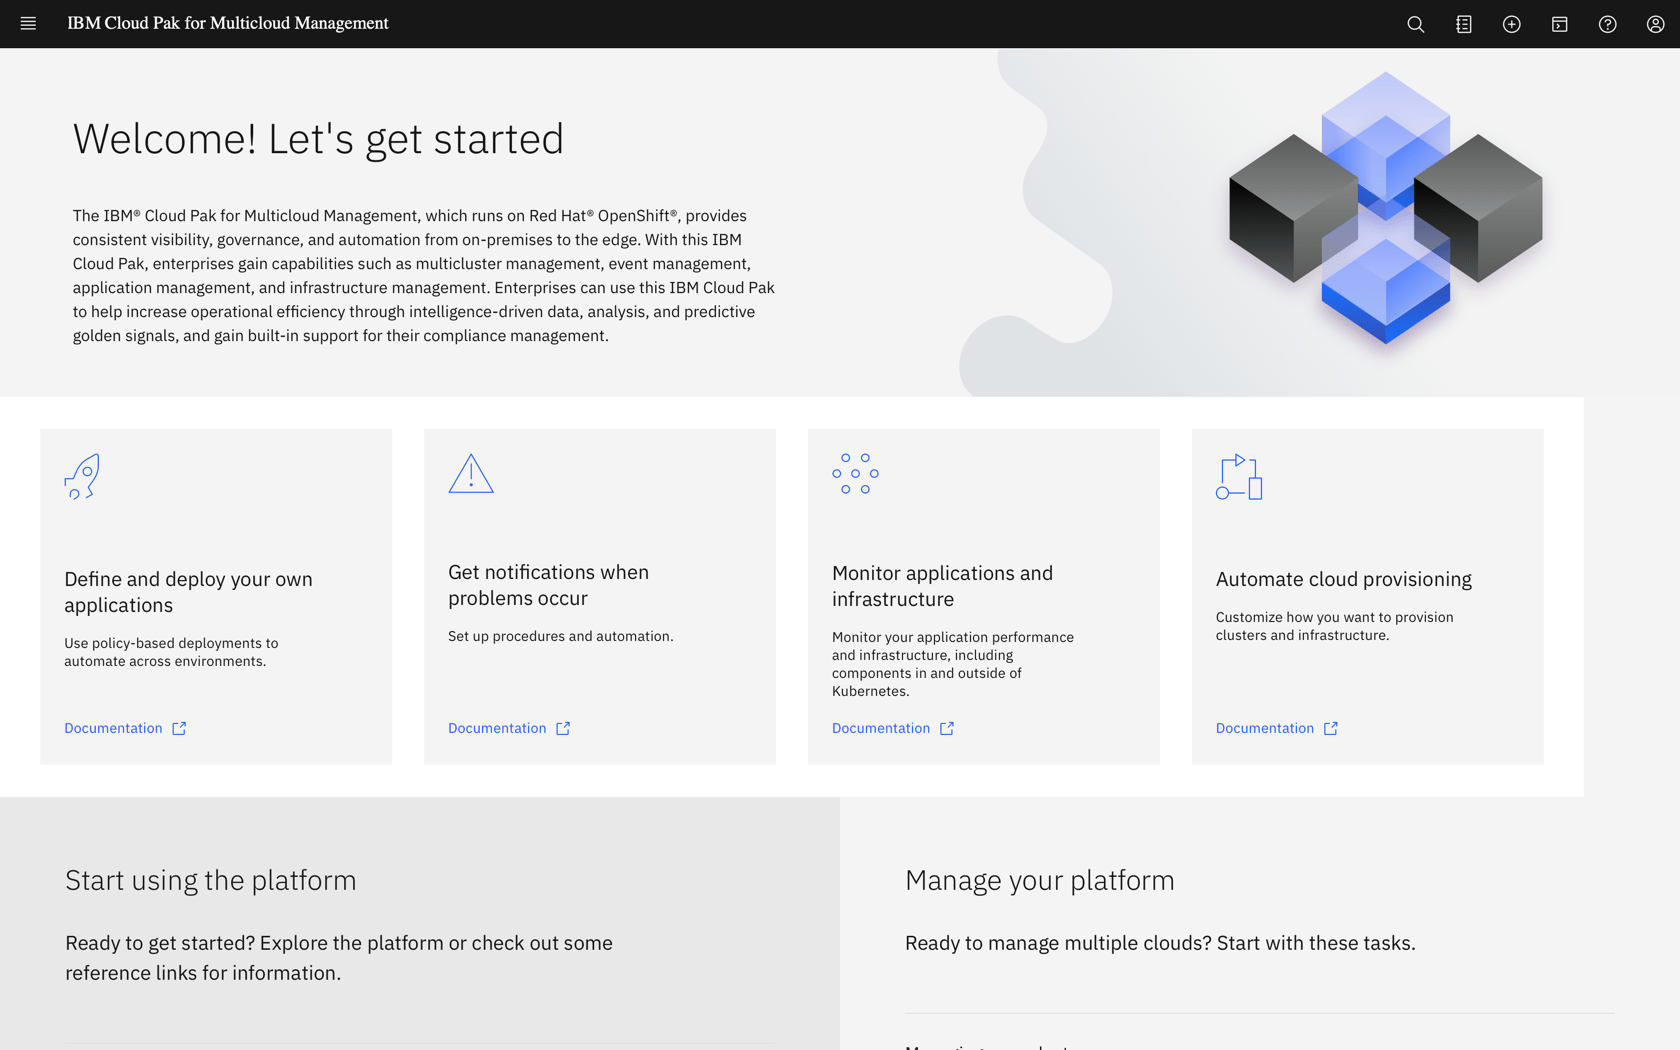 IBM Cloud Pak for Multicloud Management
Welcome! Let's get started
The IBM® Cloud Pak for Multicloud Management, which runs on Red Hat® OpenShift®, provides
consistent visibility, governance, and automation from on-premises to the edge. With this IBM
Cloud Pak, enterprises gain capabilities such as multicluster management, event management,
application management, and infrastructure management. Enterprises can use this IBM Cloud Pak
to help increase operational efficiency through intelligence-driven data, analysis, and predictive
golden signals, and gain built-in support for their compliance management.
Define and deploy your own
applications
Use policy-based deployments to
automate across environments.
Documentation
Get notifications when
problems occur
Set up procedures and automation.
Documentation
Monitor applications and
infrastructure
Monitor your application performance
and infrastructure, including
components in and outside of
Kubernetes.
Documentation
Automate cloud provisioning
Customize how you want to provision
clusters and infrastructure.
Documentation
Start using the platform
Ready to get started? Explore the platform or check out some
reference links for information.
Manage your platform
Ready to manage multiple clouds? Start with these tasks.